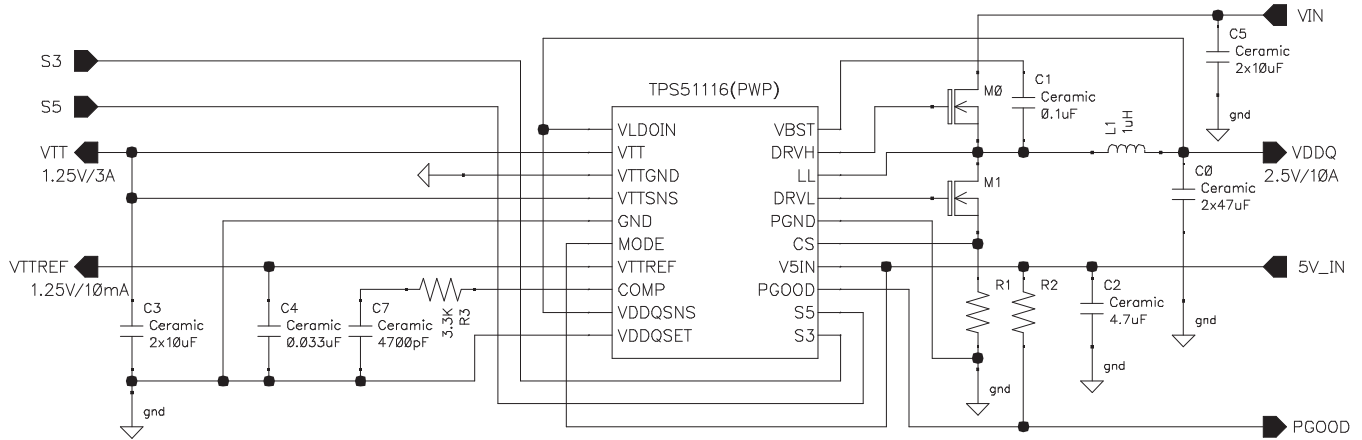 VIN
C5
Ceramic
2x10uF
gnd
S3
S5
TPS51116(PWP)
M0
C1
Ceramic
0.1uF
L1
1uH
VTT
1.25V/3A
VDDQ
2.5V/10A
C0
Ceramic
2x47uF
gnd
M1
VLDOIN
VTT
VTTGND
VTTSNS
GND
MODE
VTTREF
COMP
VDDQSNS
VDDQSET
VBST
DRVH
LL
DRVL
PGND
CS
V5IN
PGOOD
S5
S3
VTTREF
1.25V/10mA
5V_IN
C3
Ceramic
2x10uF
C4
Ceramic
0.033uF
C7
Ceramic
4700pF
3.3K
R3
R1
R2
C2
Ceramic
4.7uF
gnd
gnd
gnd
PGOOD